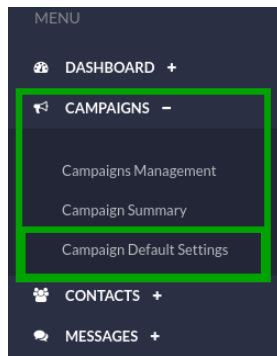 MENU
DASHBOARD +
CAMPAIGNS −
Campaigns Management
Campaign Summary
Campaign Default Settings
CONTACTS +
MESSAGES +